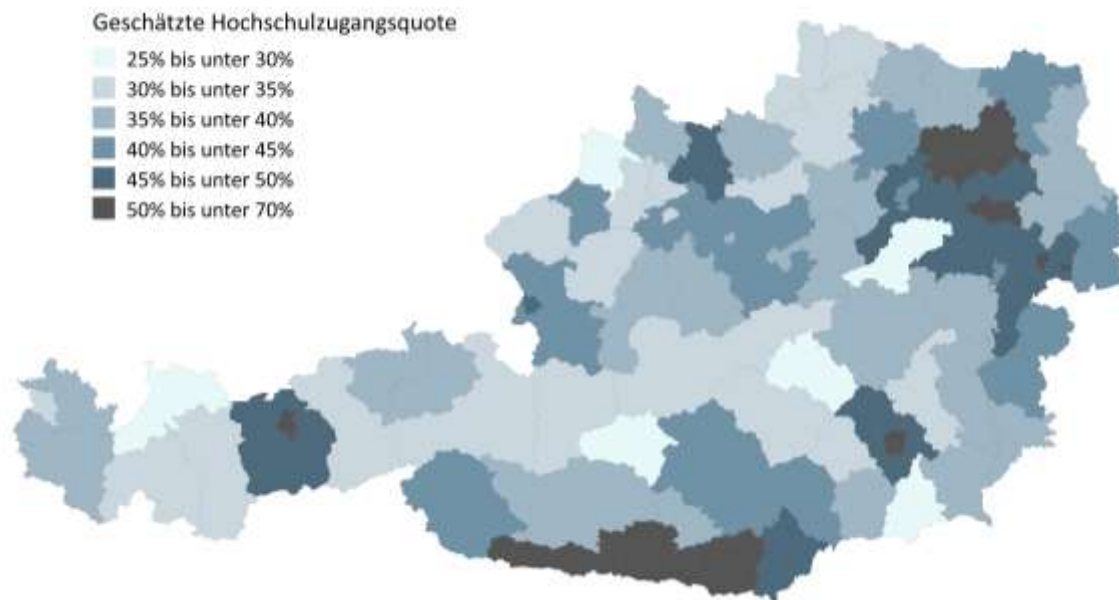 Geschätzte Hochschulzugangsquote
25% bis unter 30%
30% bis unter 35%
35% bis unter 40%
40% bis unter 45%
45% bis unter 50%
50% bis unter 70%